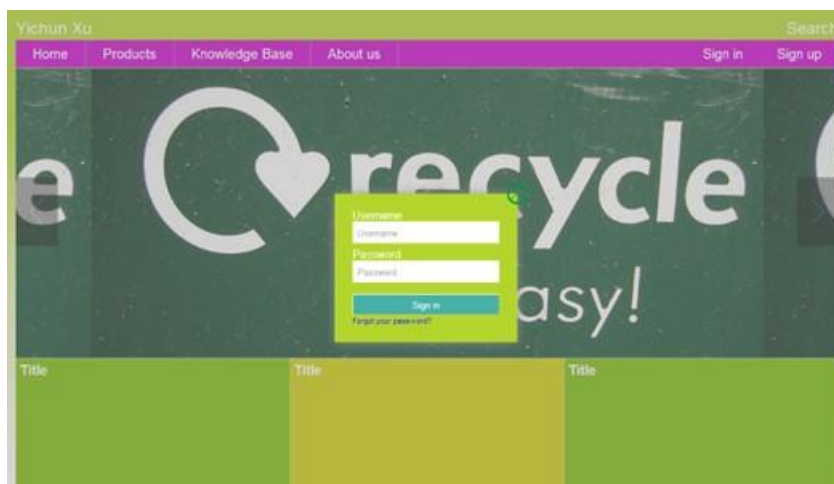 Yichun Xu
Search
Home Products Knowledge Base About us Sign in Sign up
e recycle
asy!
Username
Username
Password
Password
Sign in
Forgot your password?
Title Title Title